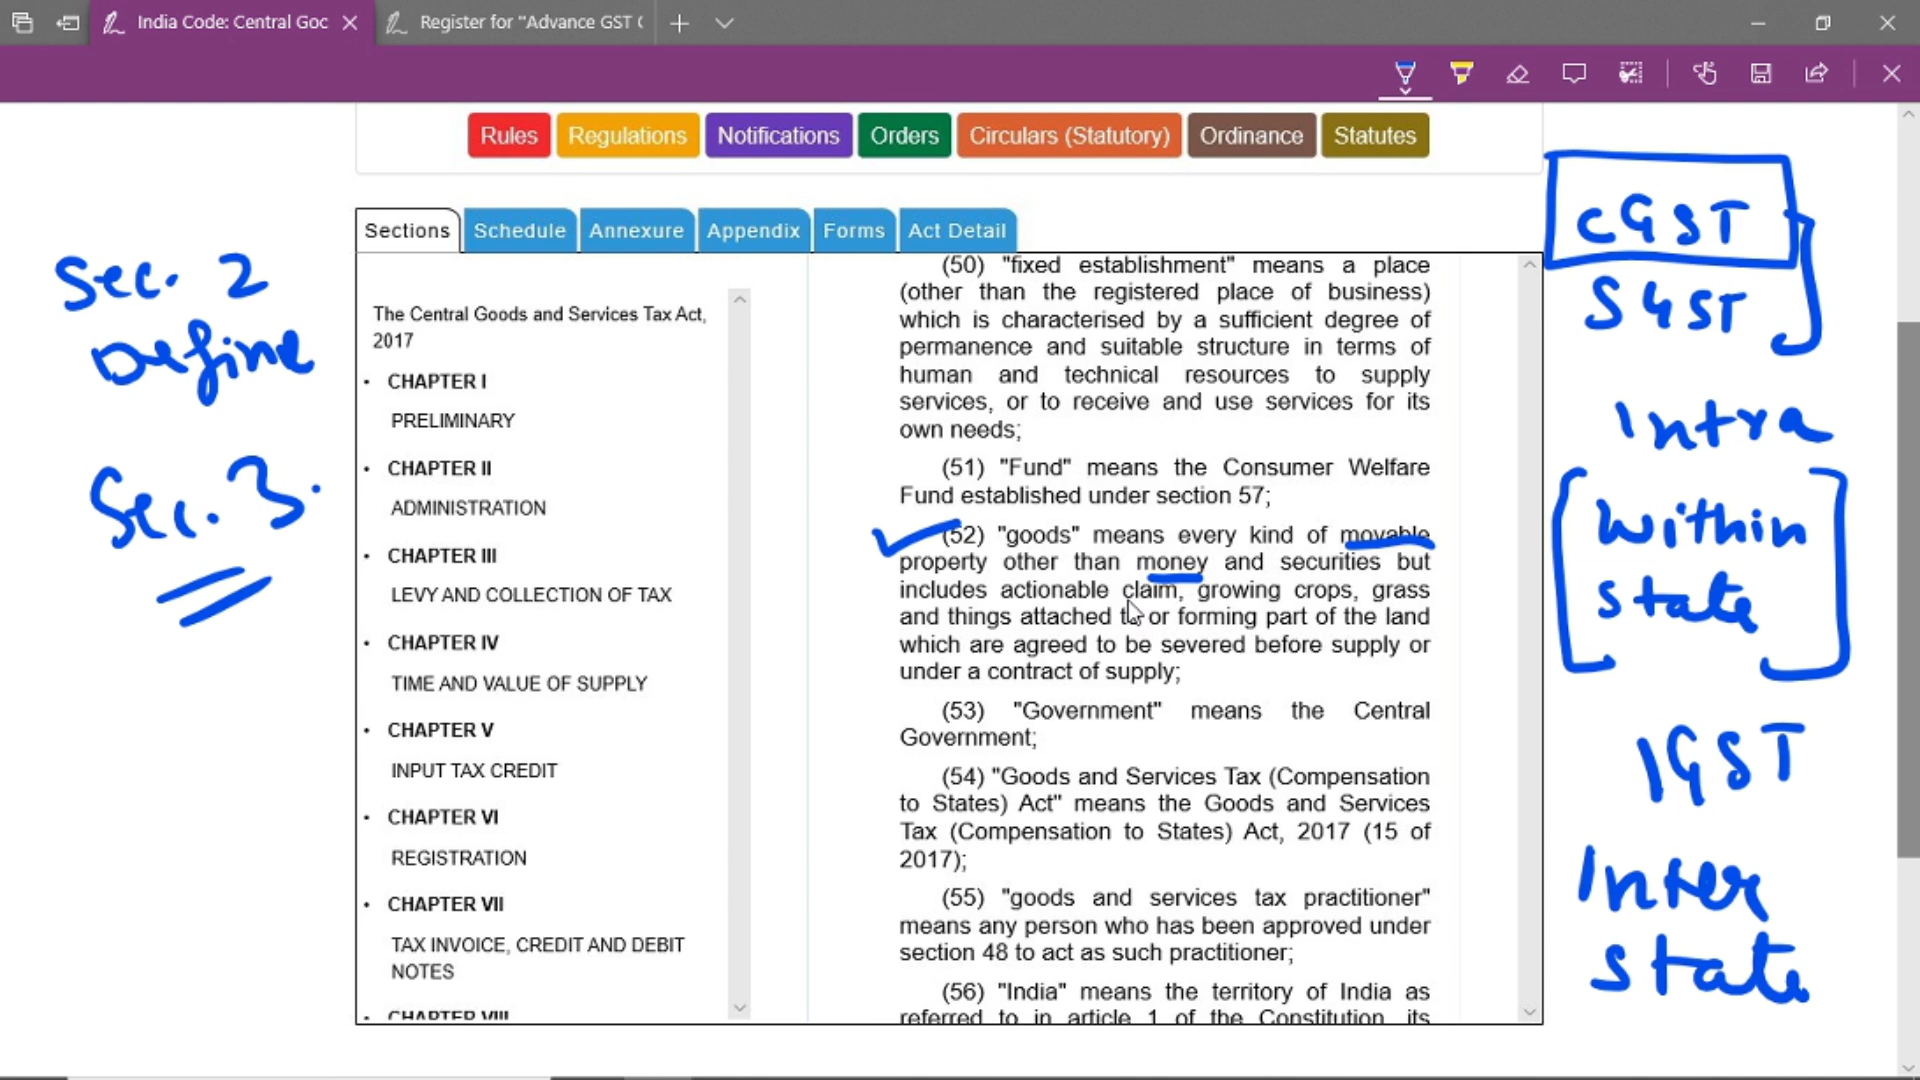 India Code: Central Goc
Register for "Advance GST (
Rules Regulations Notifications Orders Circulars (Statutory) Ordinance Statutes
Sections Schedule Annexure Appendix Forms Act Detail
Sec. 2
Define
Sec. 3.
The Central Goods and Services Tax Act,
2017
CHAPTER I
PRELIMINARY
CHAPTER II
ADMINISTRATION
CHAPTER III
LEVY AND COLLECTION OF TAX
CHAPTER IV
TIME AND VALUE OF SUPPLY
CHAPTER V
INPUT TAX CREDIT
CHAPTER VI
REGISTRATION
CHAPTER VII
TAX INVOICE, CREDIT AND DEBIT
NOTES
CHAPTER VIII
(50) "fixed establishment" means a place
(other than the registered place of business)
which is characterised by a sufficient degree of
permanence and suitable structure in terms of
human and technical resources to supply
services, or to receive and use services for its
own needs;
(51) "Fund" means the Consumer Welfare
Fund established under section 57;
(52) "goods" means every kind of movable
property other than money and securities but
includes actionable claim, growing crops, grass
and things attached to or forming part of the land
which are agreed to be severed before supply or
under a contract of supply;
(53) "Government" means the Central
Government;
(54) "Goods and Services Tax (Compensation
to States) Act" means the Goods and Services
Tax (Compensation to States) Act, 2017 (15 of
2017);
(55) "goods and services tax practitioner"
means any person who has been approved under
section 48 to act as such practitioner;
(56) "India" means the territory of India as
referred to in article 1 of the Constitution, its
CGST
SGST
Intra
Within
State
IGST
Inter
State